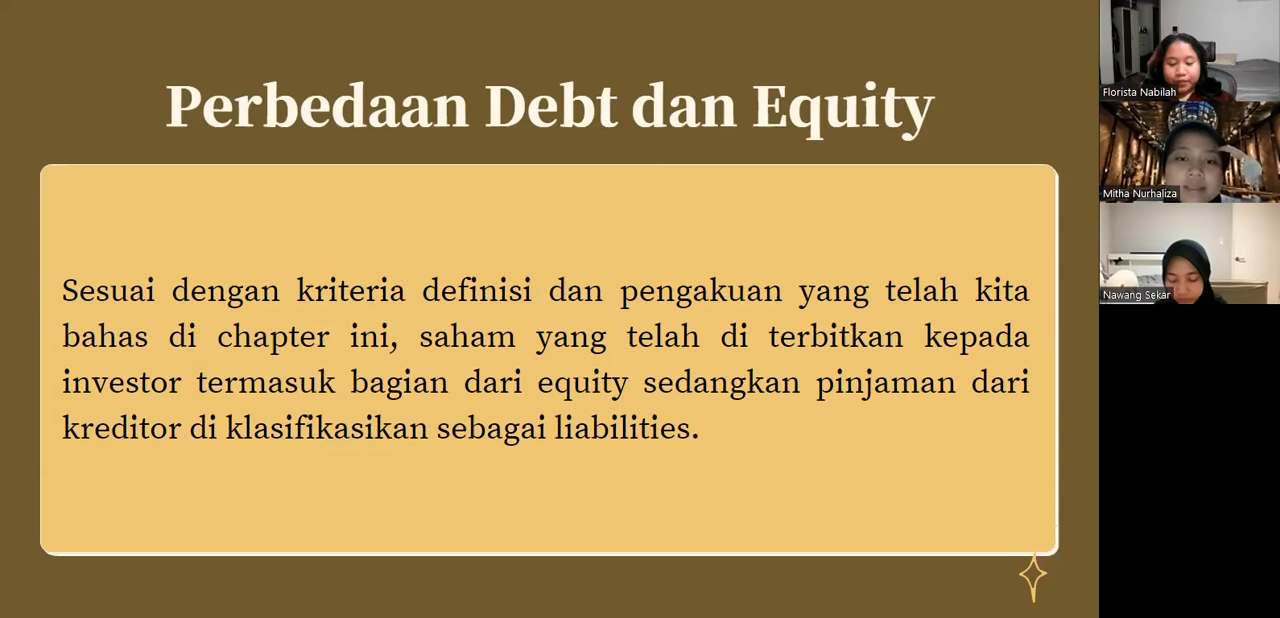 Perbedaan Debt dan Equity
Sesuai dengan kriteria definisi dan pengakuan yang telah kita
bahas di chapter ini, saham yang telah di terbitkan kepada
investor termasuk bagian dari equity sedangkan pinjaman dari
kreditor di klasifikasikan sebagai liabilities.
Florista Nabilah
Mitha Nurhaliza
Nawang Sekar